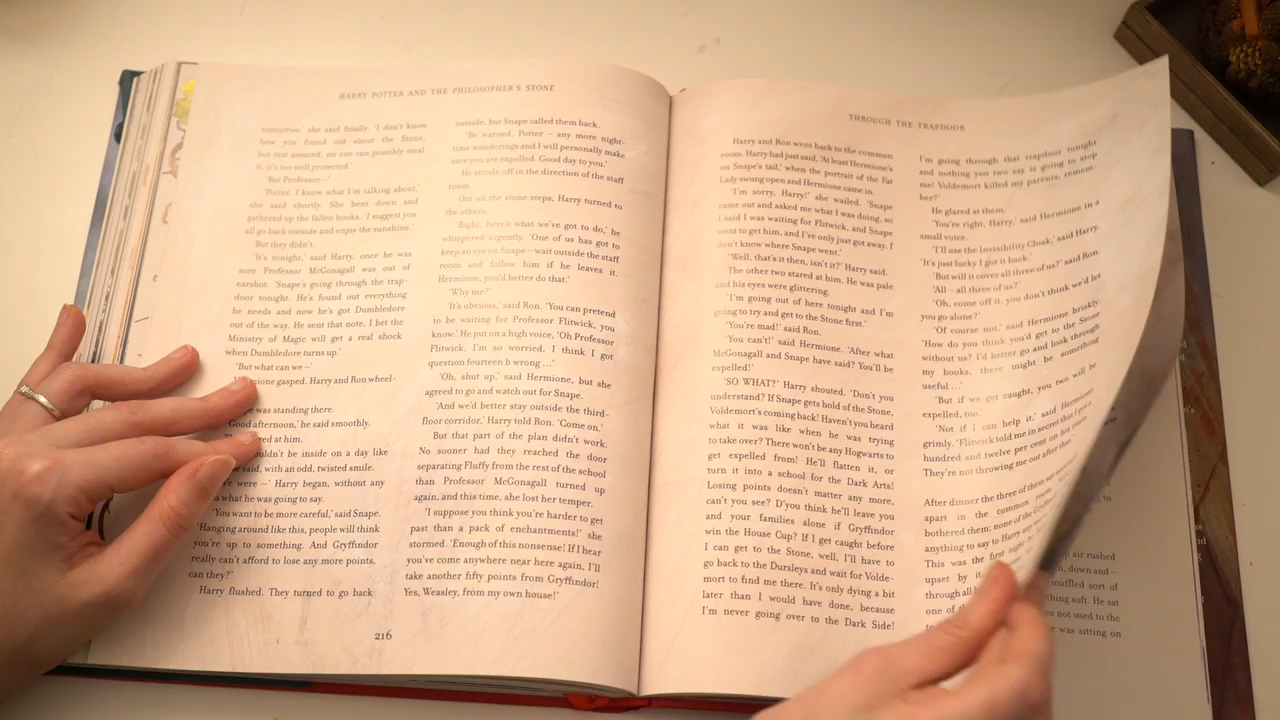 HARRY POTTER AND THE PHILOSOPHER'S STONE
tomorrow,' she said finally. 'I don't know
how you found out about the Stone,
but rest assured, no one can possibly steal
it, it's too well protected.'
'But Professor –'
'Potter, I know what I'm talking about,'
she said shortly. She bent down and
gathered up the fallen books. 'I suggest you
all go back outside and enjoy the sunshine.'
But they didn't.
'It's tonight,' said Harry, once he was
sure Professor McGonagall was out of
earshot. 'Snape's going through the trap-
door tonight. He's found out everything
he needs and now he's got Dumbledore
out of the way. He sent that note, I bet the
Ministry of Magic will get a real shock
when Dumbledore turns up.'
'But what can we –'
gasped. Harry and Ron wheel-
was standing there.
Good afternoon,' he said smoothly.
at him.
be inside on a day like
said, with an odd, twisted smile.
were –' Harry began, without any
what he was going to say.
'You want to be more careful,' said Snape.
'Hanging around like this, people will think
you're up to something. And Gryffindor
really can't afford to lose any more points,
can they?'
Harry flushed. They turned to go back
outside, but Snape called them back.
'Be warned, Potter – any more night-
time wanderings and I will personally make
sure you are expelled. Good day to you.'
He strode off in the direction of the staff
room.
Out on the stone steps, Harry turned to
the others.
'Right, here's what we've got to do,' he
whispered urgently. 'One of us has got to
keep an eye on Snape – wait outside the staff
room and follow him if he leaves it.
Hermione, you'd better do that.'
'Why me?'
'It's obvious,' said Ron. 'You can pretend
to be waiting for Professor Flitwick, you
know.' He put on a high voice, 'Oh Professor
Flitwick, I'm so worried, I think I got
question fourteen b wrong ...'
'Oh, shut up,' said Hermione, but she
agreed to go and watch out for Snape.
'And we'd better stay outside the third-
floor corridor,' Harry told Ron. 'Come on.'
But that part of the plan didn't work.
No sooner had they reached the door
separating Fluffy from the rest of the school
than Professor McGonagall turned up
again, and this time, she lost her temper.
'I suppose you think you're harder to get
past than a pack of enchantments!' she
stormed. 'Enough of this nonsense! If I hear
you've come anywhere near here again, I'll
take another fifty points from Gryffindor!
Yes, Weasley, from my own house!'
216
THROUGH THE TRAPDOOR
Harry and Ron went back to the common
room. Harry had just said, 'At least Hermione's
on Snape's tail,' when the portrait of the Fat
Lady swung open and Hermione came in.
'I'm sorry, Harry!' she wailed. 'Snape
came out and asked me what I was doing, so
I said I was waiting for Flitwick, and Snape
went to get him, and I've only just got away. I
don't know where Snape went.'
'Well, that's it then, isn't it?' Harry said.
The other two stared at him. He was pale
and his eyes were glittering.
'I'm going out of here tonight and I'm
going to try and get to the Stone first.'
'You're mad!' said Ron.
'You can't!' said Hermione. 'After what
McGonagall and Snape have said? You'll be
expelled!'
'SO WHAT?' Harry shouted. 'Don't you
understand? If Snape gets hold of the Stone,
Voldemort's coming back! Haven't you heard
what it was like when he was trying
to take over? There won't be any Hogwarts to
get expelled from! He'll flatten it, or
turn it into a school for the Dark Arts!
Losing points doesn't matter any more,
can't you see? D'you think he'll leave you
and your families alone if Gryffindor
win the House Cup? If I get caught before
I can get to the Stone, well, I'll have to
go back to the Dursleys and wait for Volde-
mort to find me there. It's only dying a bit
later than I would have done, because
I'm never going over to the Dark Side!
I'm going through that trapdoor tonight
and nothing you two say is going to stop
me! Voldemort killed my parents, remem-
ber?'
He glared at them.
'You're right, Harry,' said Hermione in a
small voice.
'I'll use the Invisibility Cloak,' said Harry.
'It's just lucky I got it back.'
'But will it cover all three of us?' said Ron.
'All – all three of us?'
'Oh, come off it, you don't think we'd let
you go alone?'
'Of course not,' said Hermione briskly.
'How do you think you'd get to the Stone
without us? I'd better go and look through
my books, there might be something
useful ...'
'But if we get caught, you two will be
expelled, too.'
'Not if I can help it,' said Hermione
grimly. 'Flitwick told me in secret that I got a
hundred and twelve per cent on his exam.
They're not throwing me out after that.'
After dinner the three of them sat
apart in the common room.
bothered them; none of the Gryffindors
anything to say to Harry any
This was the first night he
upset by it.
through all
one of
to
p air rushed
down and –
muffled sort of
thing soft. He sat
es not used to the
was sitting on